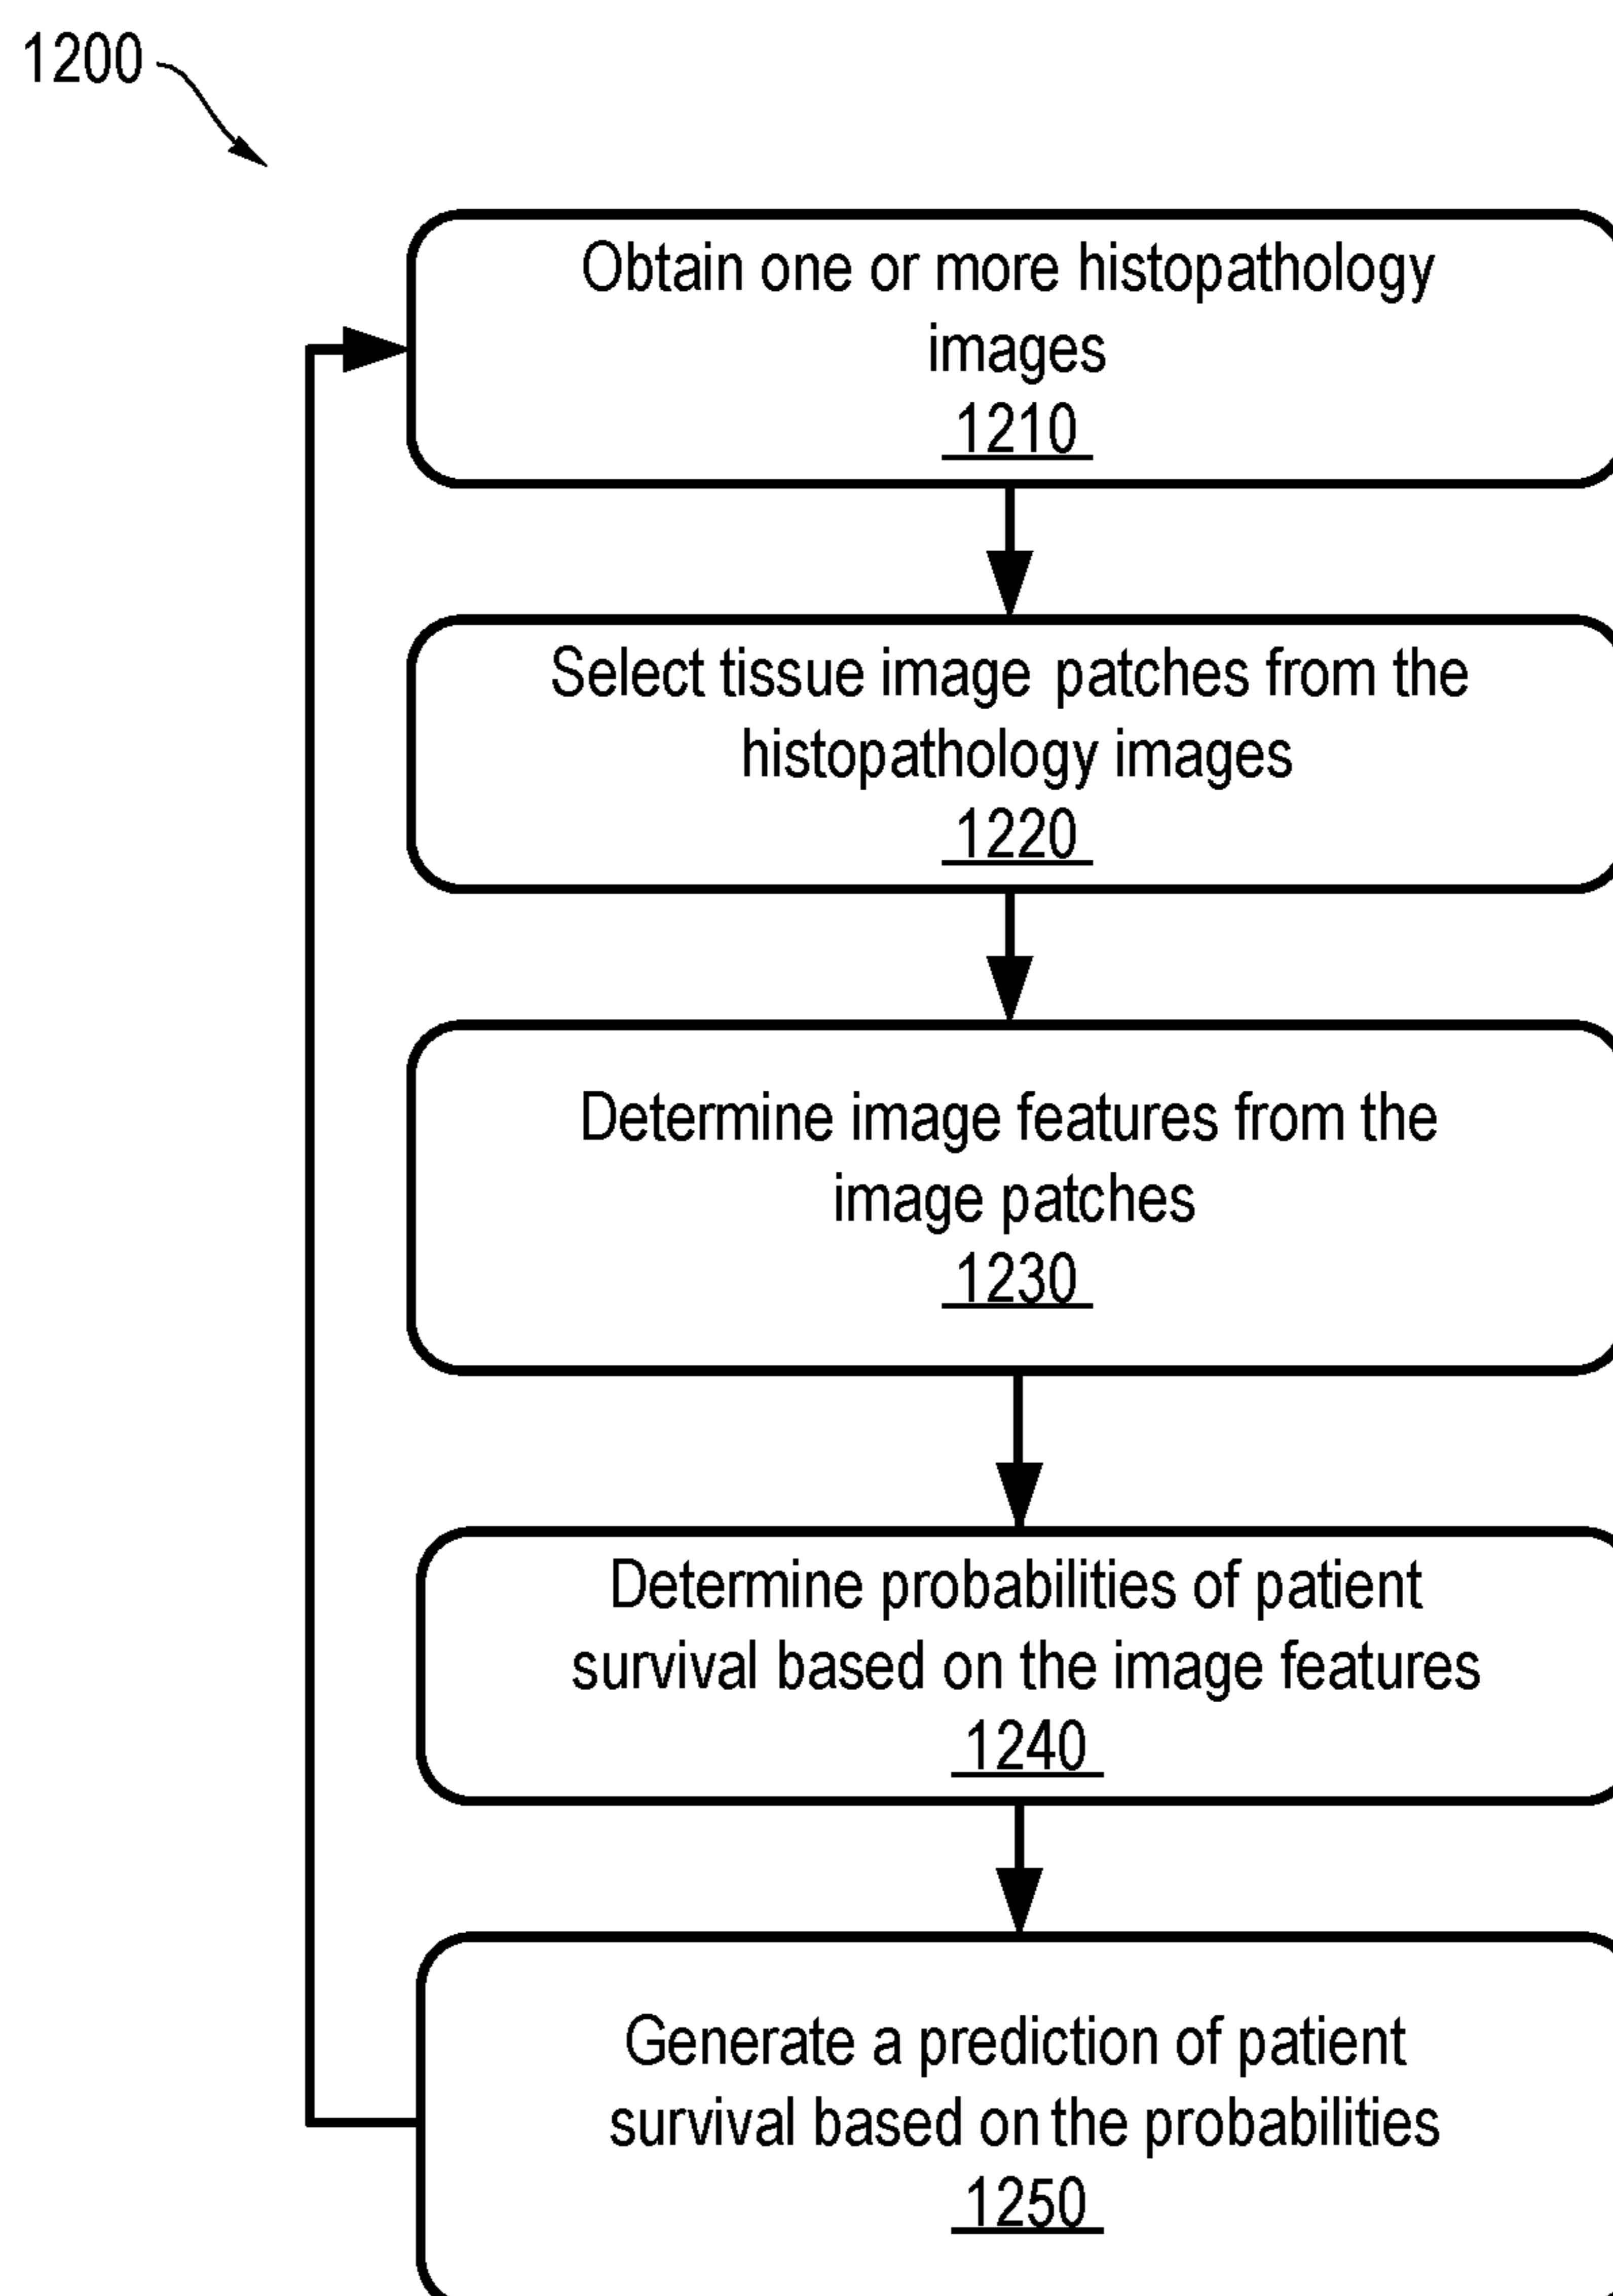 1200
Obtain one or more histopathology
images
1210
Select tissue image patches from the
histopathology images
1220
Determine image features from the
image patches
1230
Determine probabilities of patient
survival based on the image features
1240
Generate a prediction of patient
survival based on the probabilities
1250